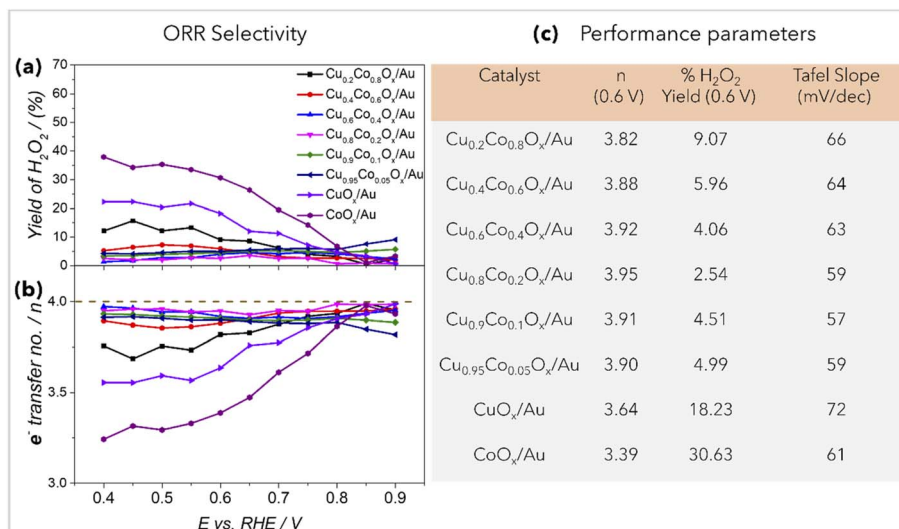 ORR Selectivity
(a)
70
60
50
40
30
20
10
0
Yield of H₂O₂ / (%)
Cu₀.₂Co₀.₈Oₓ/Au
Cu₀.₄Co₀.₆Oₓ/Au
Cu₀.₆Co₀.₄Oₓ/Au
Cu₀.₈Co₀.₂Oₓ/Au
Cu₀.₉Co₀.₁Oₓ/Au
Cu₀.₉₅Co₀.₀₅Oₓ/Au
CuOₓ/Au
CoOₓ/Au
(b)
4.0
3.5
3.0
e⁻ transfer no. / n
0.4 0.5 0.6 0.7 0.8 0.9
E vs. RHE / V
(c) Performance parameters
Catalyst n (0.6 V) % H₂O₂ Yield (0.6 V) Tafel Slope (mV/dec)
Cu₀.₂Co₀.₈Oₓ/Au 3.82 9.07 66
Cu₀.₄Co₀.₆Oₓ/Au 3.88 5.96 64
Cu₀.₆Co₀.₄Oₓ/Au 3.92 4.06 63
Cu₀.₈Co₀.₂Oₓ/Au 3.95 2.54 59
Cu₀.₉Co₀.₁Oₓ/Au 3.91 4.51 57
Cu₀.₉₅Co₀.₀₅Oₓ/Au 3.90 4.99 59
CuOₓ/Au 3.64 18.23 72
CoOₓ/Au 3.39 30.63 61